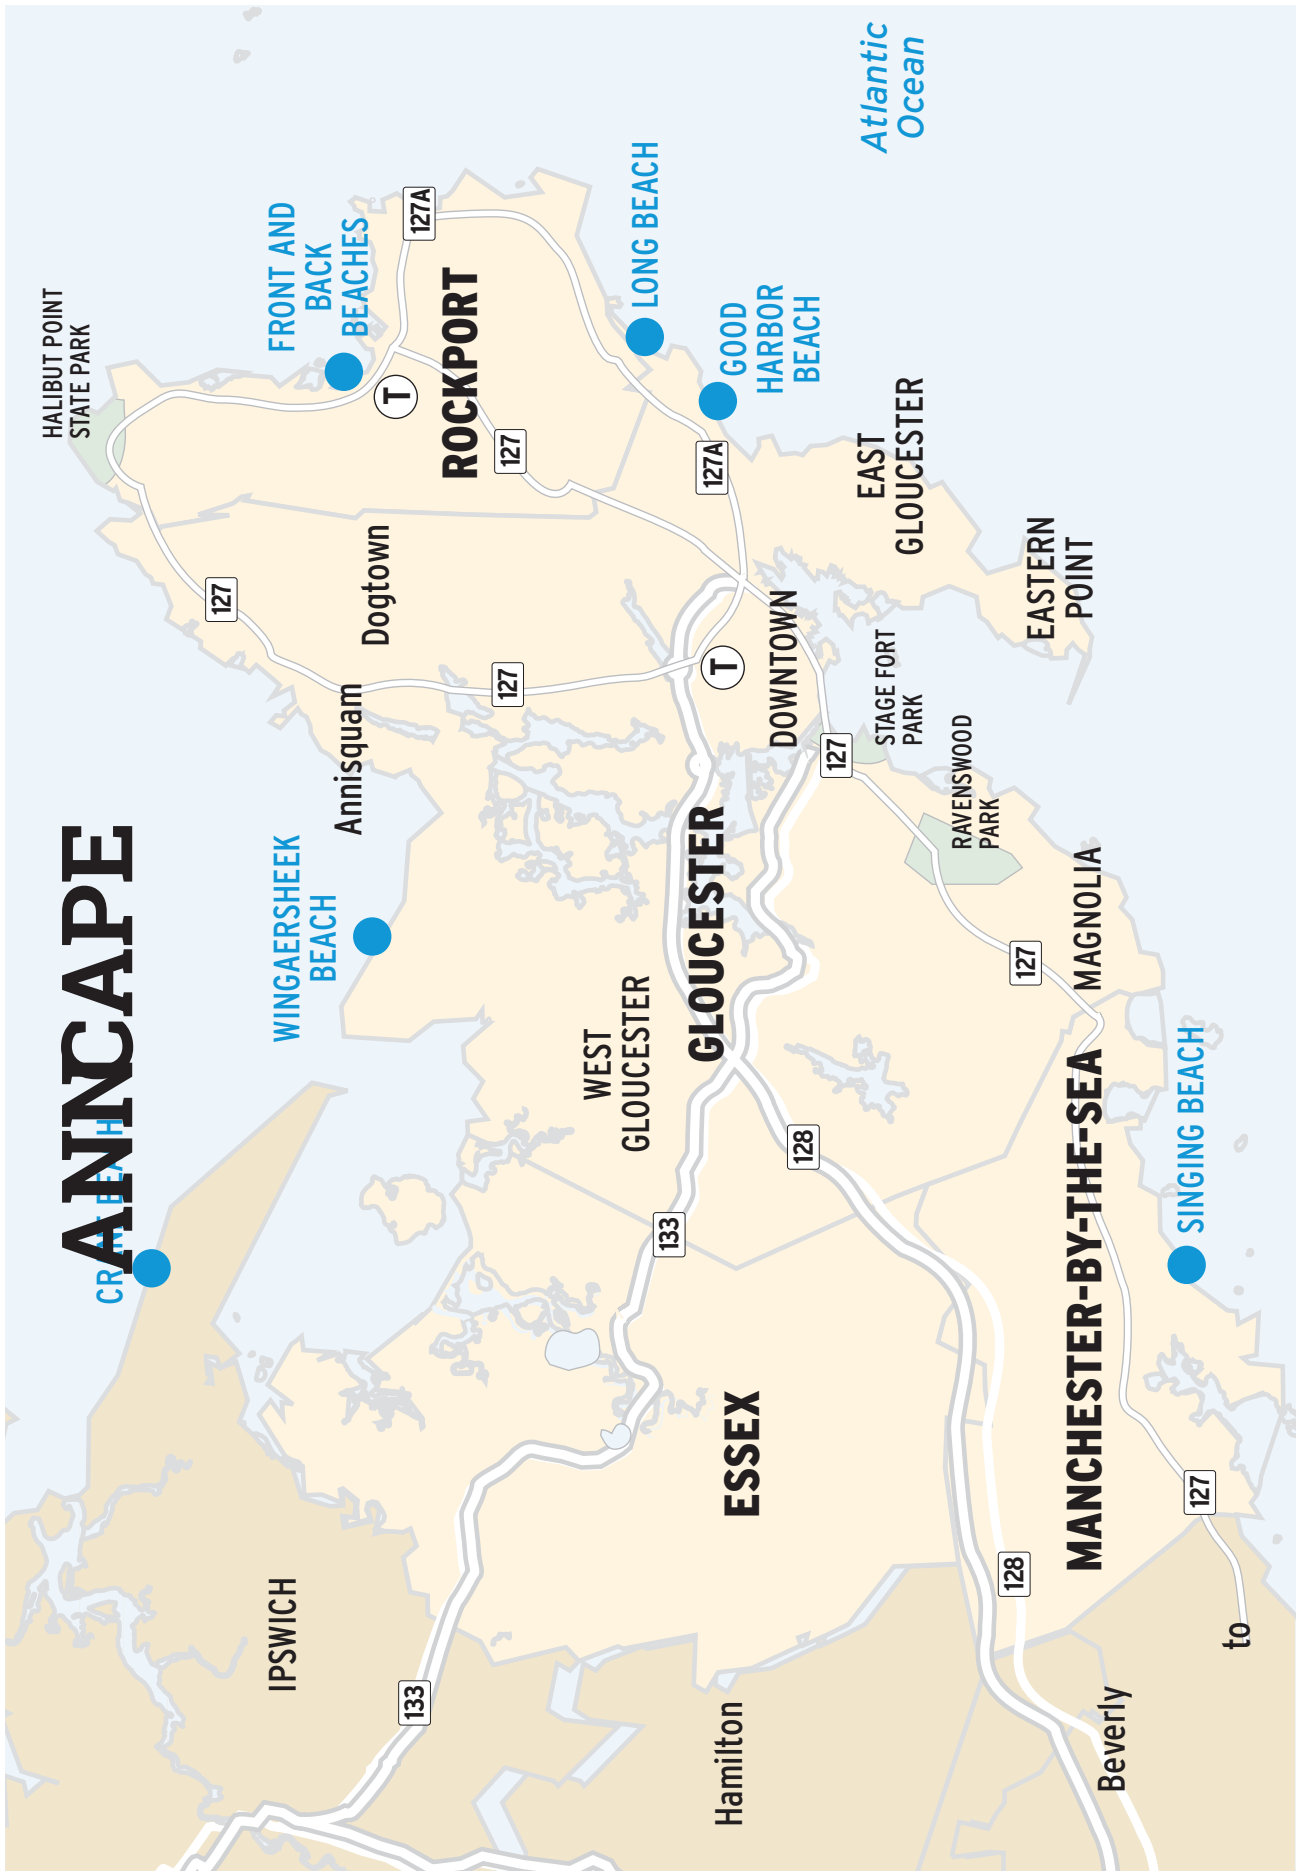 ANNCAPE
HALIBUT POINT
STATE PARK
CRANE BEACH
127
IPSWICH
WINGAERSHEEK
BEACH
FRONT AND
BACK
BEACHES
Annisquam
Dogtown
T
133
127A
ROCKPORT
127
127
WEST
GLOUCESTER
LONG BEACH
133
GLOUCESTER
127A
T
Hamilton
GOOD
HARBOR
BEACH
ESSEX
DOWNTOWN
128
127
EAST
GLOUCESTER
Atlantic
Ocean
STAGE FORT
PARK
RAVENSWOOD
PARK
128
127
EASTERN
POINT
MANCHESTER-BY-THE-SEA
MAGNOLIA
Beverly
SINGING BEACH
127
to